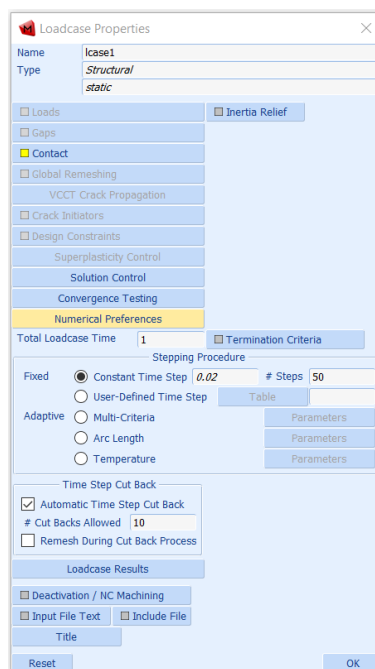 Loadcase Properties
Name lcase1
Type Structural
static
Loads Inertia Relief
Gaps
Contact
Global Remeshing
VCCT Crack Propagation
Crack Initiators
Design Constraints
Superplasticity Control
Solution Control
Convergence Testing
Numerical Preferences
Total Loadcase Time 1 Termination Criteria
Stepping Procedure
Fixed Constant Time Step 0.02 # Steps 50
User-Defined Time Step Table
Adaptive Multi-Criteria Parameters
Arc Length Parameters
Temperature Parameters
Time Step Cut Back
Automatic Time Step Cut Back
# Cut Backs Allowed 10
Remesh During Cut Back Process
Loadcase Results
Deactivation / NC Machining
Input File Text Include File
Title
Reset OK